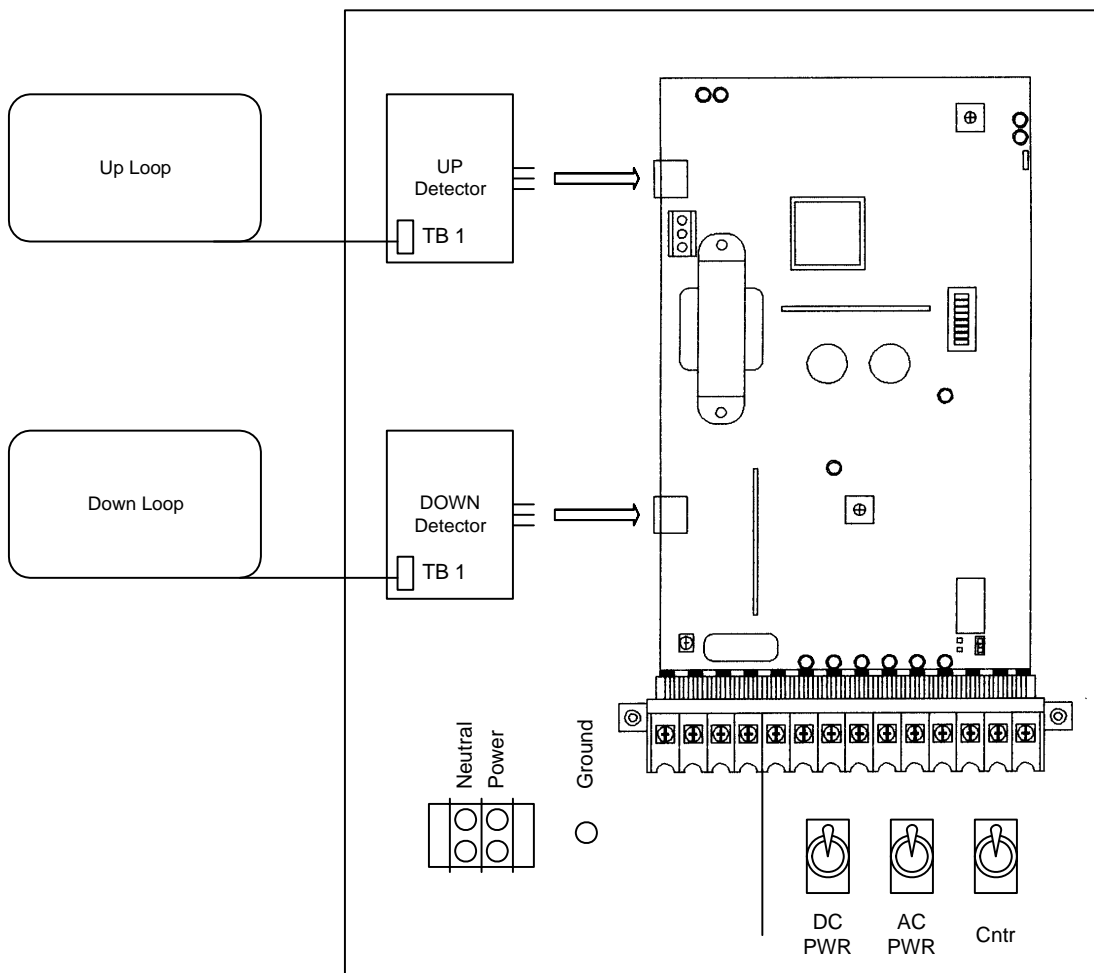 Up Loop
UP
Detector
TB 1
Down Loop
DOWN
Detector
TB 1
Neutral
Power
Ground
DC
PWR
AC
PWR
Cntr